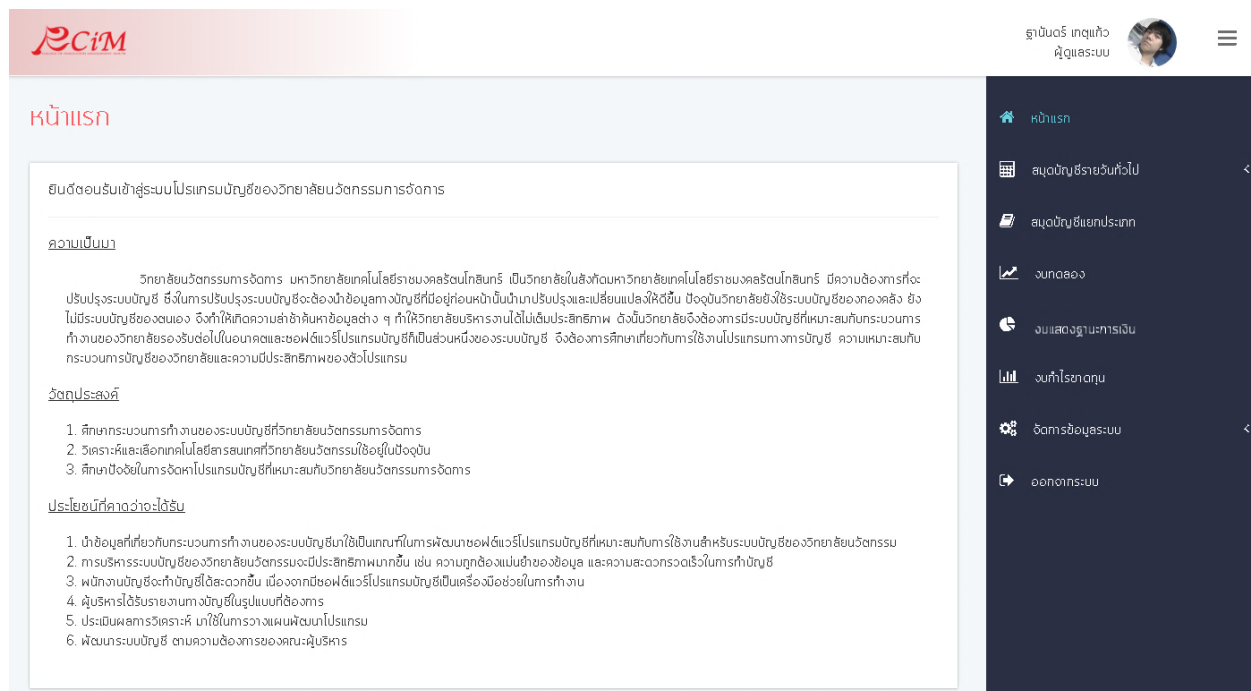 RCiM
ฐานันดร์ เกตุแก้ว
ผู้ดูแลระบบ
หน้าแรก
ยินดีตอนรับเข้าสู่ระบบโปรแกรมบัญชีของวิทยาลัยนวัตกรรมการจัดการ
ความเป็นมา
วิทยาลัยนวัตกรรมการจัดการ มหาวิทยาลัยเทคโนโลยีราชมงคลรัตนโกสินทร์ เป็นวิทยาลัยในสังกัดมหาวิทยาลัยเทคโนโลยีราชมงคลรัตนโกสินทร์ มีความต้องการที่จะ
ปรับปรุงระบบบัญชี ซึ่งในการปรับปรุงระบบบัญชีจะต้องนำข้อมูลทางบัญชีที่มีอยู่ก่อนหน้านั้นนำมาปรับปรุงและเปลี่ยนแปลงให้ดีขึ้น ปัจจุบันวิทยาลัยยังใช้ระบบบัญชีของกองคลัง ยัง
ไม่มีระบบบัญชีของตนเอง จึงทำให้เกิดความล่าช้าค้นหาข้อมูลต่าง ๆ ทำให้วิทยาลัยบริหารงานได้ไม่เต็มประสิทธิภาพ ดังนั้นวิทยาลัยจึงต้องการมีระบบบัญชีที่เหมาะสมกับกระบวนการ
ทำงานของวิทยาลัยรองรับต่อไปในอนาคตและซอฟต์แวร์โปรแกรมบัญชีก็เป็นส่วนหนึ่งของระบบบัญชี จึงต้องการศึกษาเกี่ยวกับการใช้งานโปรแกรมทางการบัญชี ความเหมาะสมกับ
กระบวนการบัญชีของวิทยาลัยและความมีประสิทธิภาพของตัวโปรแกรม
วัตถุประสงค์
1. ศึกษากระบวนการทำงานของระบบบัญชีที่วิทยาลัยนวัตกรรมการจัดการ
2. วิเคราะห์และเลือกเทคโนโลยีสารสนเทศที่วิทยาลัยนวัตกรรมใช้อยู่ในปัจจุบัน
3. ศึกษาปัจจัยในการจัดหาโปรแกรมบัญชีที่เหมาะสมกับวิทยาลัยนวัตกรรมการจัดการ
ประโยชน์ที่คาดว่าจะได้รับ
1. นำข้อมูลที่เกี่ยวกับกระบวนการทำงานของระบบบัญชีมาใช้เป็นเกณฑ์ในการพัฒนาซอฟต์แวร์โปรแกรมบัญชีที่เหมาะสมกับการใช้งานสำหรับระบบบัญชีของวิทยาลัยนวัตกรรม
2. การบริหารระบบบัญชีของวิทยาลัยนวัตกรรมจะมีประสิทธิภาพมากขึ้น เช่น ความถูกต้องแม่นยำของข้อมูล และความสะดวกรวดเร็วในการทำบัญชี
3. พนักงานบัญชีจะทำบัญชีได้สะดวกขึ้น เนื่องจากมีซอฟต์แวร์โปรแกรมบัญชีเป็นเครื่องมือช่วยในการทำงาน
4. ผู้บริหารได้รับรายงานทางบัญชีในรูปแบบที่ต้องการ
5. ประเมินผลการวิเคราะห์ มาใช้ในการวางแผนพัฒนาโปรแกรม
6. พัฒนาระบบบัญชี ตามความต้องการของคณะผู้บริหาร
หน้าแรก
สมุดบัญชีรายวันทั่วไป
สมุดบัญชีแยกประเภท
งบทดลอง
งบแสดงฐานะการเงิน
งบกำไรขาดทุน
จัดการข้อมูลระบบ
ออกจากระบบ